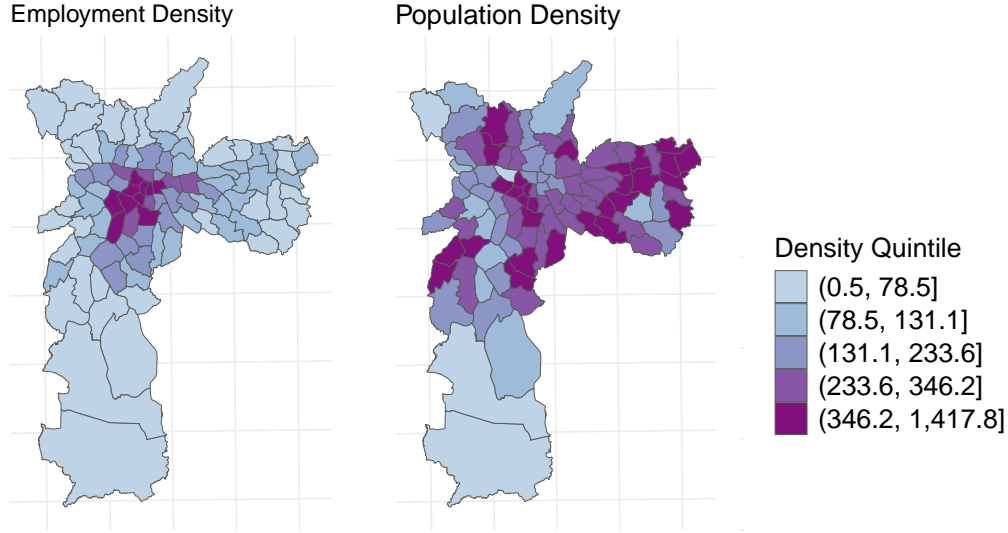 Employment Density
Population Density
Density Quintile
(0.5, 78.5]
(78.5, 131.1]
(131.1, 233.6]
(233.6, 346.2]
(346.2, 1,417.8]